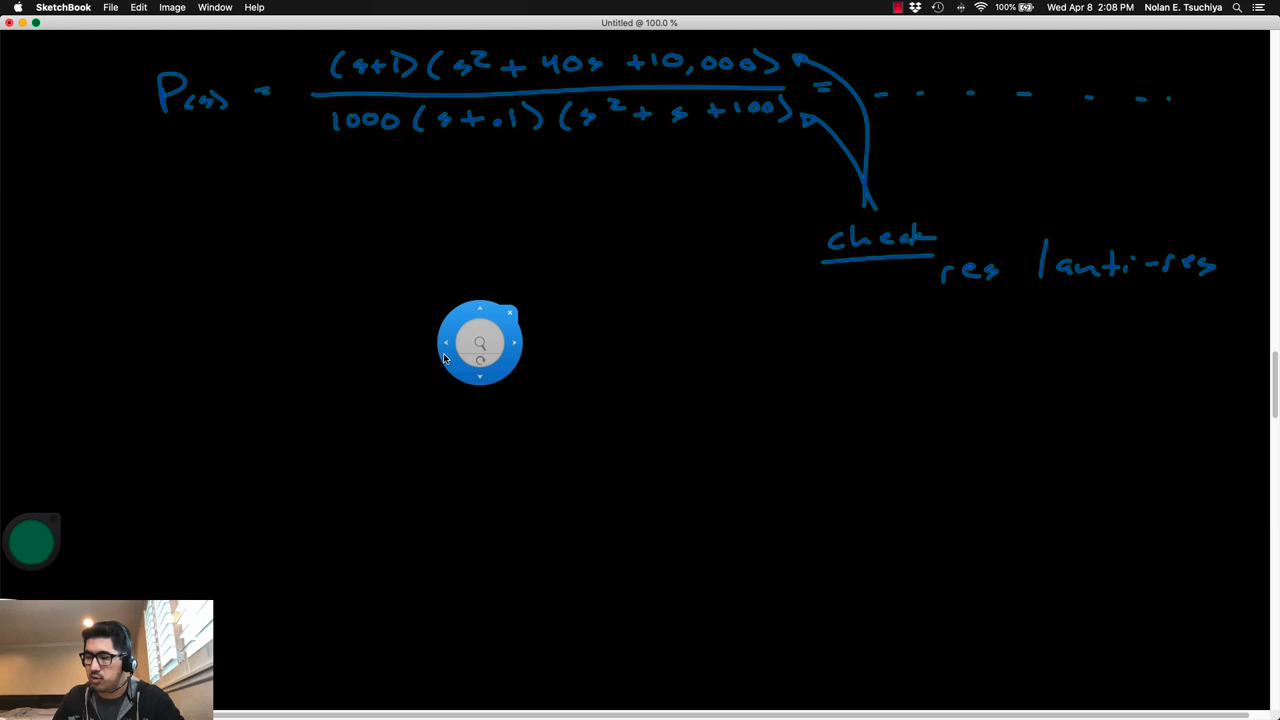 SketchBook File Edit Image Window Help 100% Wed Apr 8 2:08 PM Nolan E. Tsuchiya
Untitled @ 100.0 %
P(s) = (s+1)(s² + 40s + 10,000) / 1000(s + .1)(s² + s + 100) = - - - - - - -
check
res / anti-res